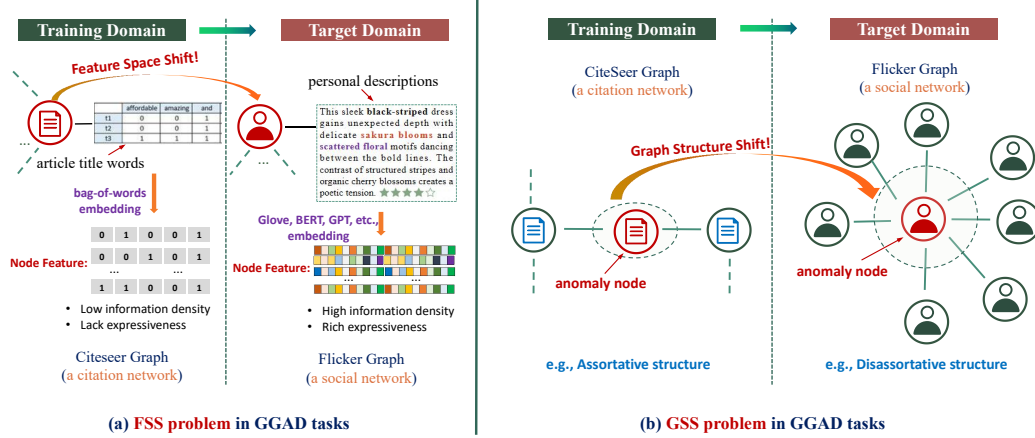 Training Domain
Target Domain
Feature Space Shift!
personal descriptions
affordable amazing and
t1 0 0 1
t2 0 0 1
t3 1 1 1
...
article title words
This sleek black-striped dress
gains unexpected depth with
delicate sakura blooms and
scattered floral motifs dancing
between the bold lines. The
contrast of structured stripes and
organic cherry blossoms creates a
poetic tension. ★★★★☆
...
bag-of-words
embedding
Glove, BERT, GPT, etc.,
embedding
Node Feature:
0 1 0 0 1
0 0 1 0 1
... ...
1 1 0 0 1
Node Feature:
...
• Low information density
• Lack expressiveness
• High information density
• Rich expressiveness
Citeseer Graph
(a citation network)
Flicker Graph
(a social network)
(a) FSS problem in GGAD tasks
Training Domain
Target Domain
CiteSeer Graph
(a citation network)
Flicker Graph
(a social network)
Graph Structure Shift!
anomaly node
anomaly node
e.g., Assortative structure
e.g., Disassortative structure
(b) GSS problem in GGAD tasks